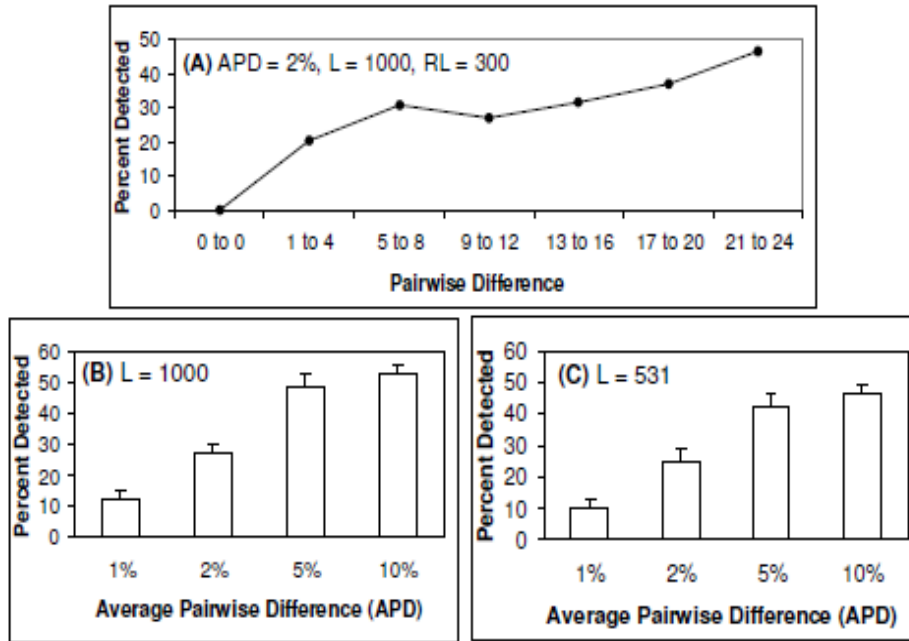 (A) APD = 2%, L = 1000, RL = 300
Percent Detected
50
40
30
20
10
0
0 to 0 1 to 4 5 to 8 9 to 12 13 to 16 17 to 20 21 to 24
Pairwise Difference
(B) L = 1000
Percent Detected
60
50
40
30
20
10
0
1% 2% 5% 10%
Average Pairwise Difference (APD)
(C) L = 531
Percent Detected
60
50
40
30
20
10
0
1% 2% 5% 10%
Average Pairwise Difference (APD)